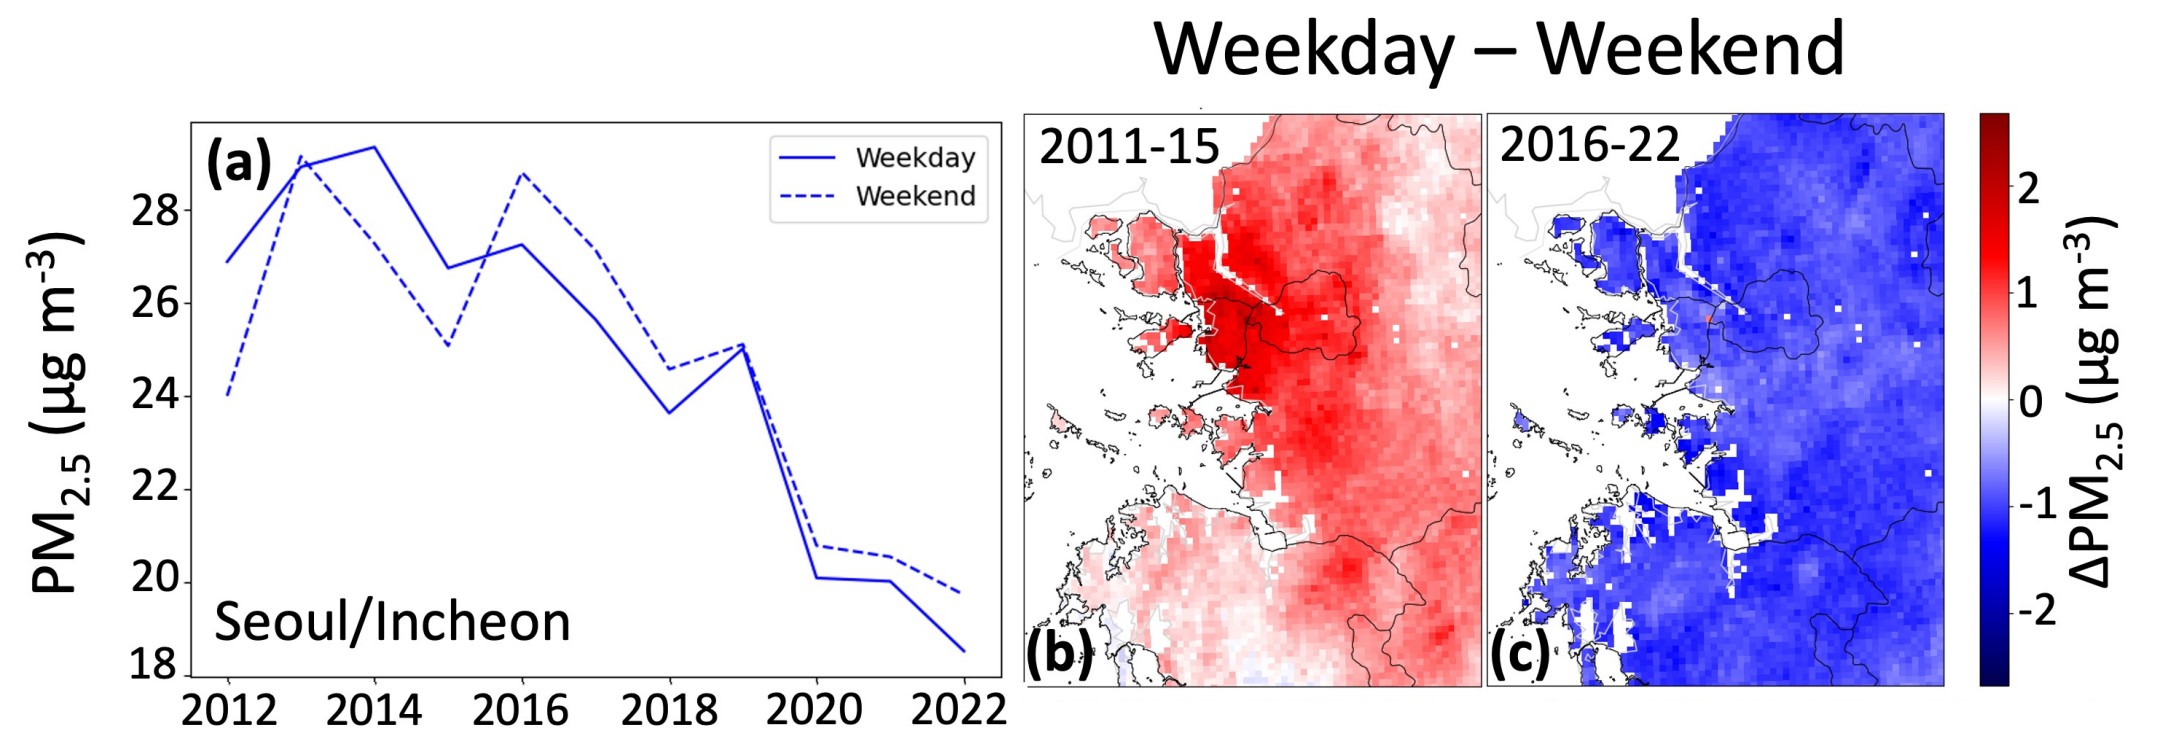 Weekday – Weekend
(a)
Weekday
Weekend
28
26
24
22
20
18
PM2.5 (μg m-3)
Seoul/Incheon
2012 2014 2016 2018 2020 2022
2011-15
(b)
2016-22
(c)
2
1
0
-1
-2
ΔPM2.5 (μg m-3)